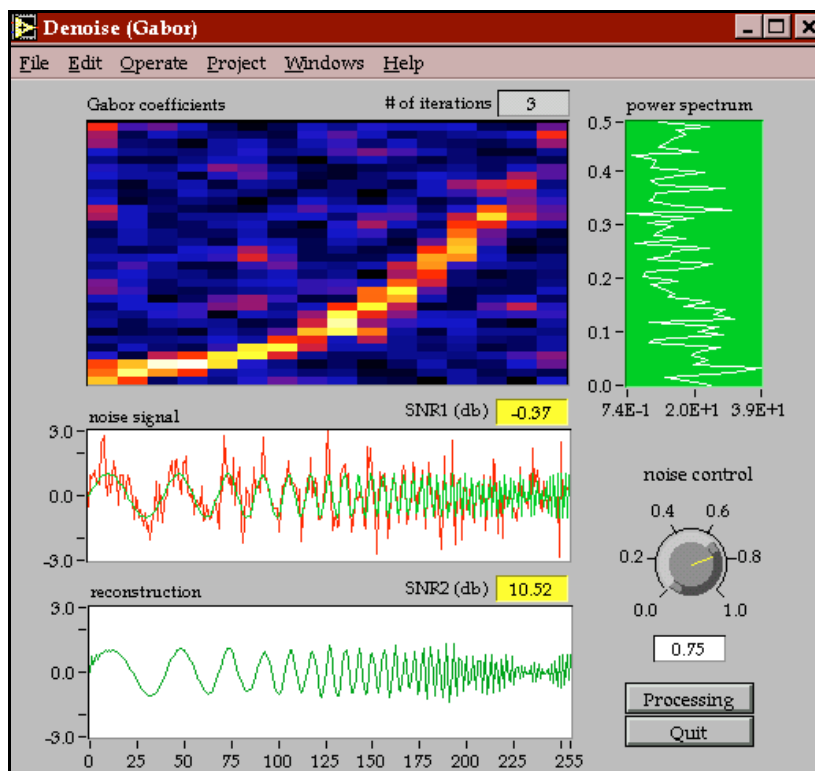 Denoise (Gabor)
File Edit Operate Project Windows Help
Gabor coefficients
# of iterations 3
power spectrum
0.5
0.4
0.3
0.2
0.1
0.0
7.4E-1 2.0E+1 3.9E+1
noise signal
SNR1 (db) -0.37
3.0
0.0
-3.0
noise control
0.0 0.2 0.4 0.6 0.8 1.0
0.75
reconstruction
SNR2 (db) 10.52
3.0
0.0
-3.0
0 25 50 75 100 125 150 175 200 225 255
Processing
Quit